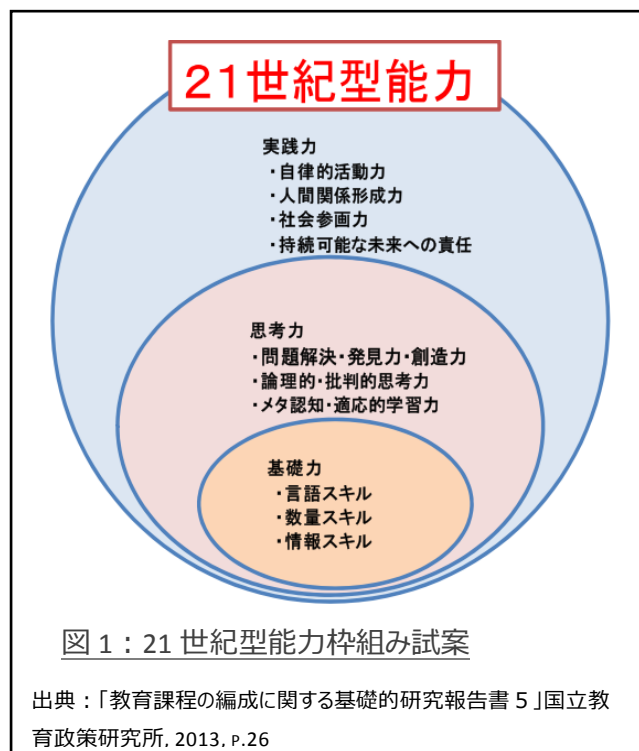 21世紀型能力
実践力
・自律的活動力
・人間関係形成力
・社会参画力
・持続可能な未来への責任
思考力
・問題解決・発見力・創造力
・論理的・批判的思考力
・メタ認知・適応的学習力
基礎力
・言語スキル
・数量スキル
・情報スキル
図 1：21 世紀型能力枠組み試案
出典：「教育課程の編成に関する基礎的研究報告書 5」国立教
育政策研究所, 2013, P.26